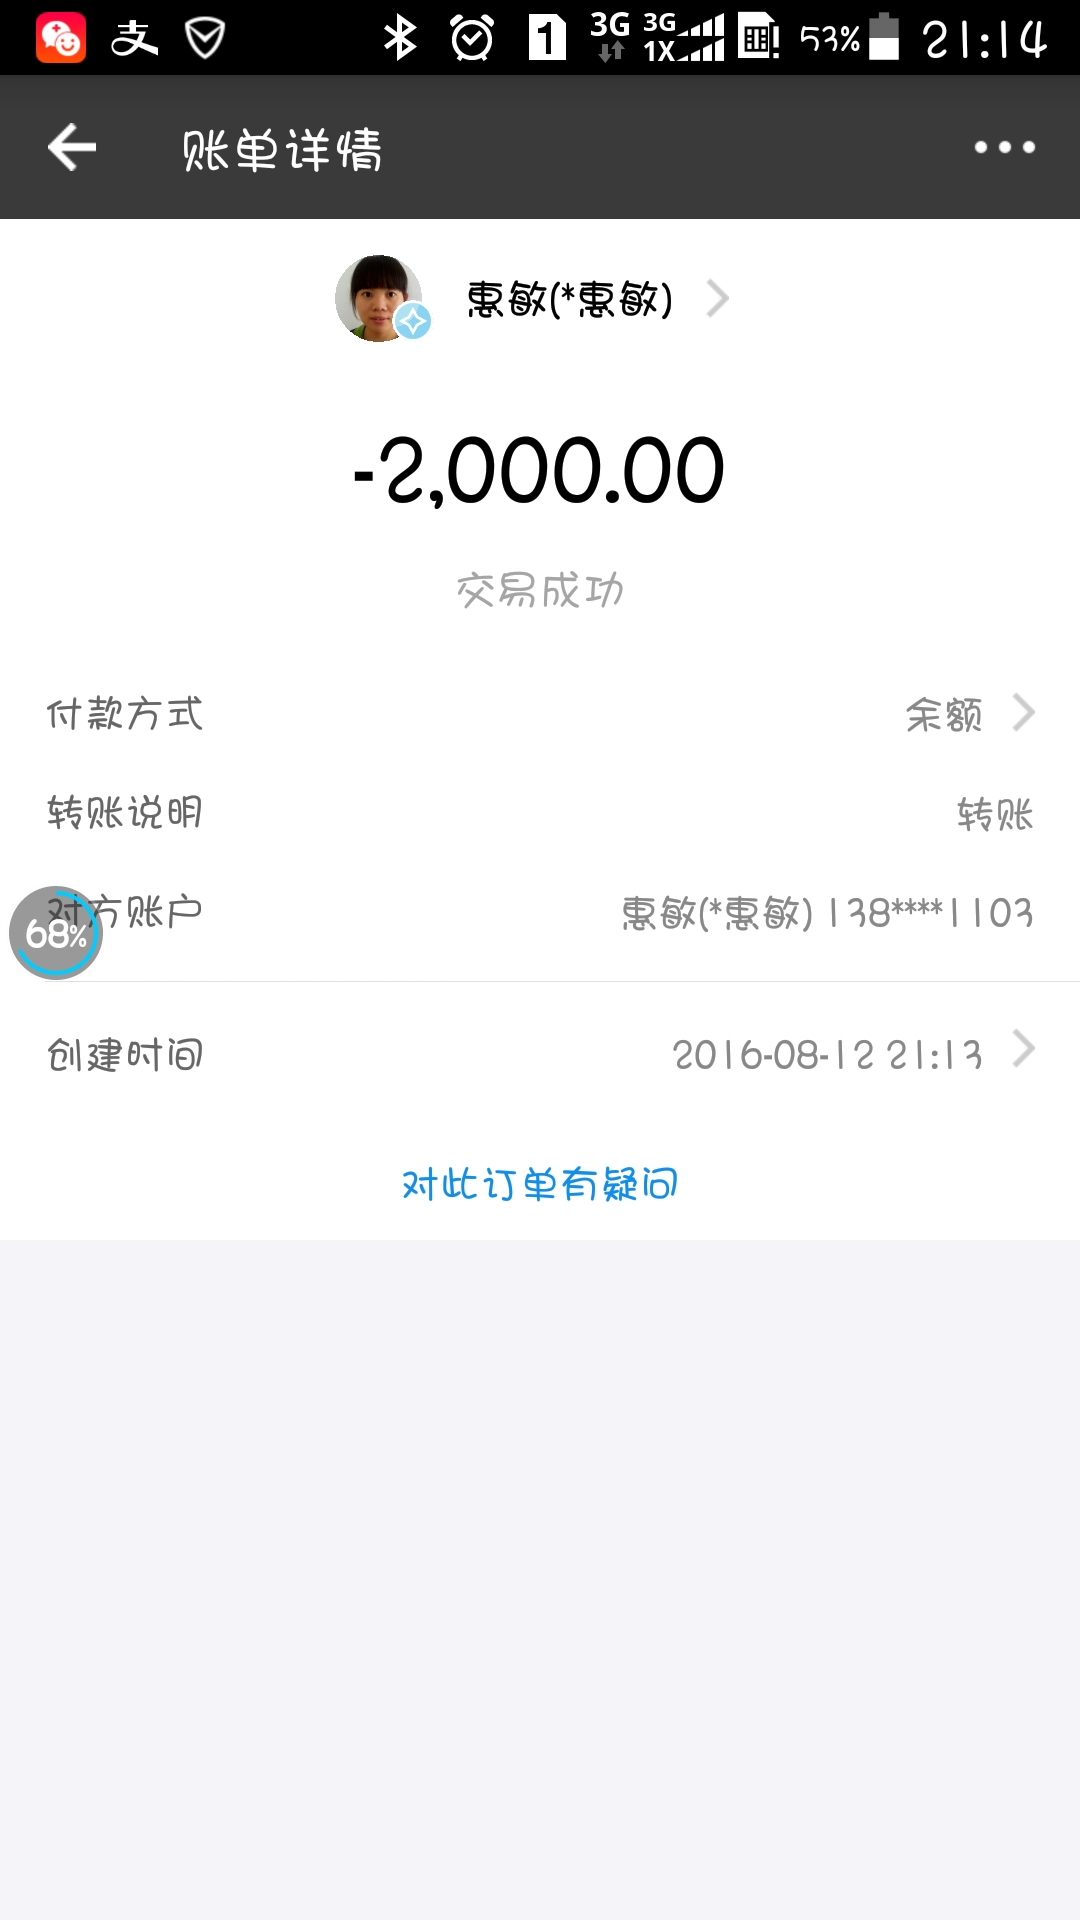 支 1 3G 3G 1X 53% 21:14
账单详情
惠敏(*惠敏)
-2,000.00
交易成功
付款方式 余额
转账说明 转账
对方账户 惠敏(*惠敏) 138****1103
68%
创建时间 2016-08-12 21:13
对此订单有疑问